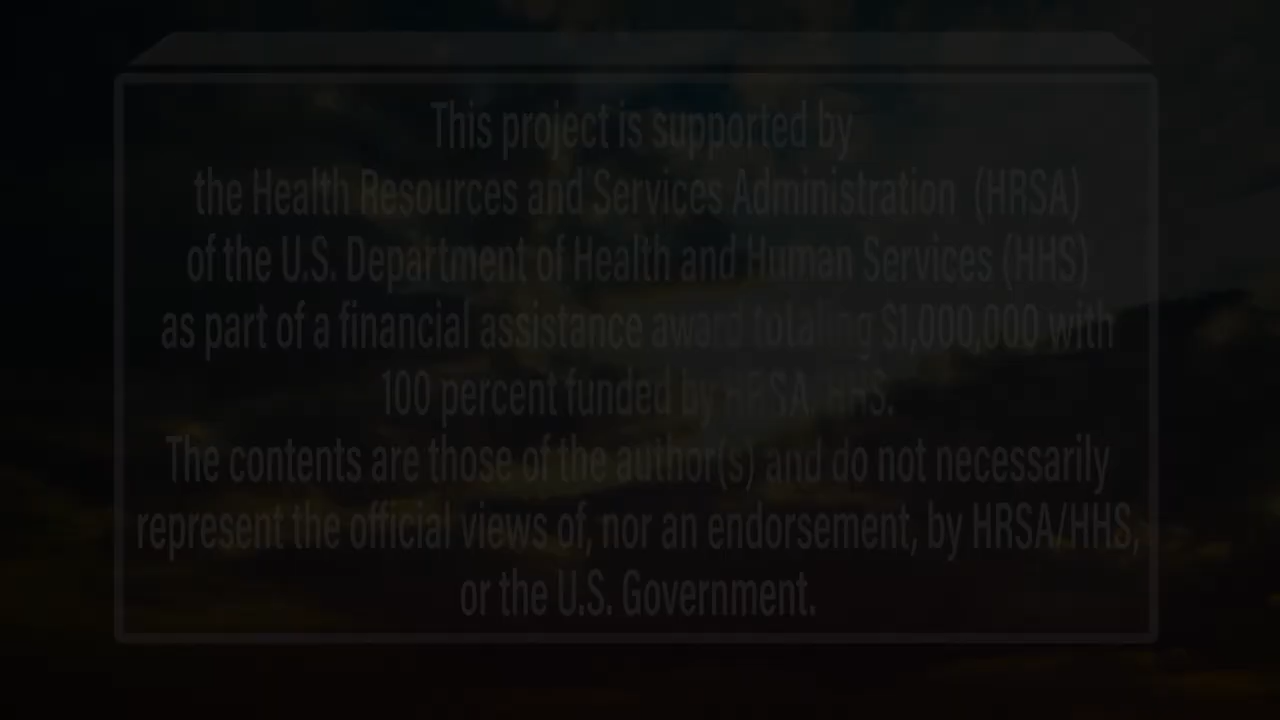 This project is supported by
the Health Resources and Services Administration (HRSA)
of the U.S. Department of Health and Human Services (HHS)
as part of a financial assistance award totaling $1,000,000 with
100 percent funded by HRSA/HHS.
The contents are those of the author(s) and do not necessarily
represent the official views of, nor an endorsement, by HRSA/HHS,
or the U.S. Government.